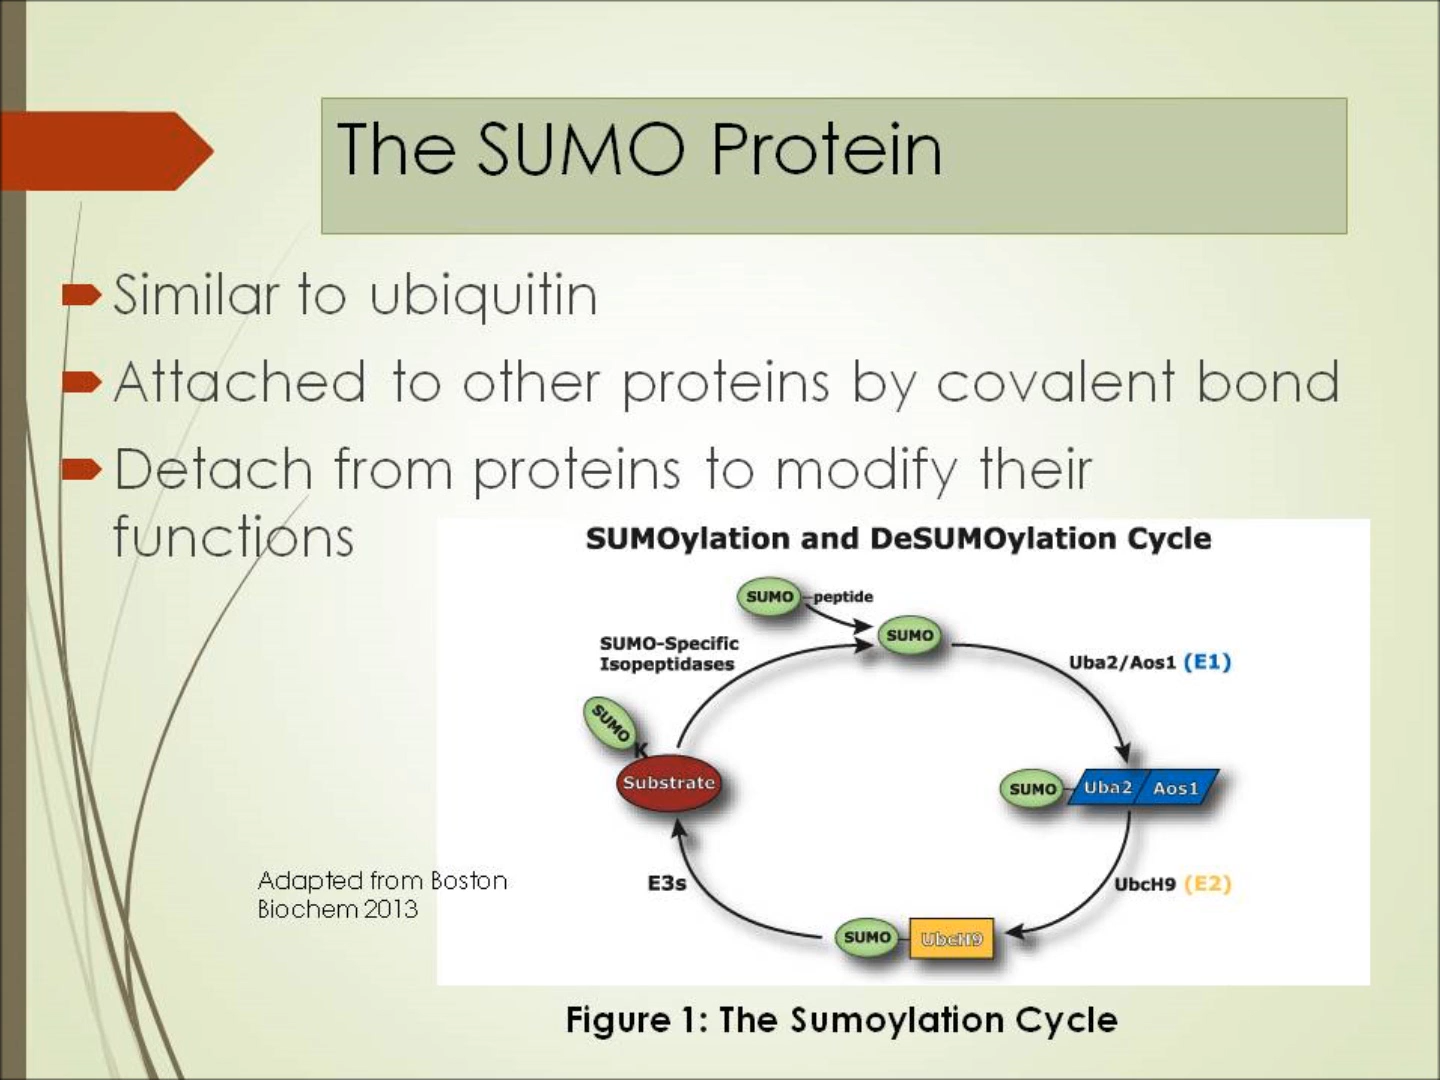 The SUMO Protein
Similar to ubiquitin
Attached to other proteins by covalent bond
Detach from proteins to modify their
functions
SUMOylation and DeSUMOylation Cycle
SUMO peptide
SUMO
SUMO-Specific
Isopeptidases
Uba2/Aos1 (E1)
SUMO
K
Substrate
SUMO Uba2 Aos1
E3s
UbcH9 (E2)
SUMO UbcH9
Adapted from Boston
Biochem 2013
Figure 1: The Sumoylation Cycle